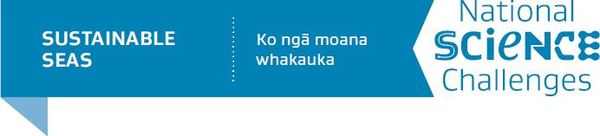 SUSTAINABLE
SEAS
Ko ngā moana
whakauka
National
SCIENCE
Challenges